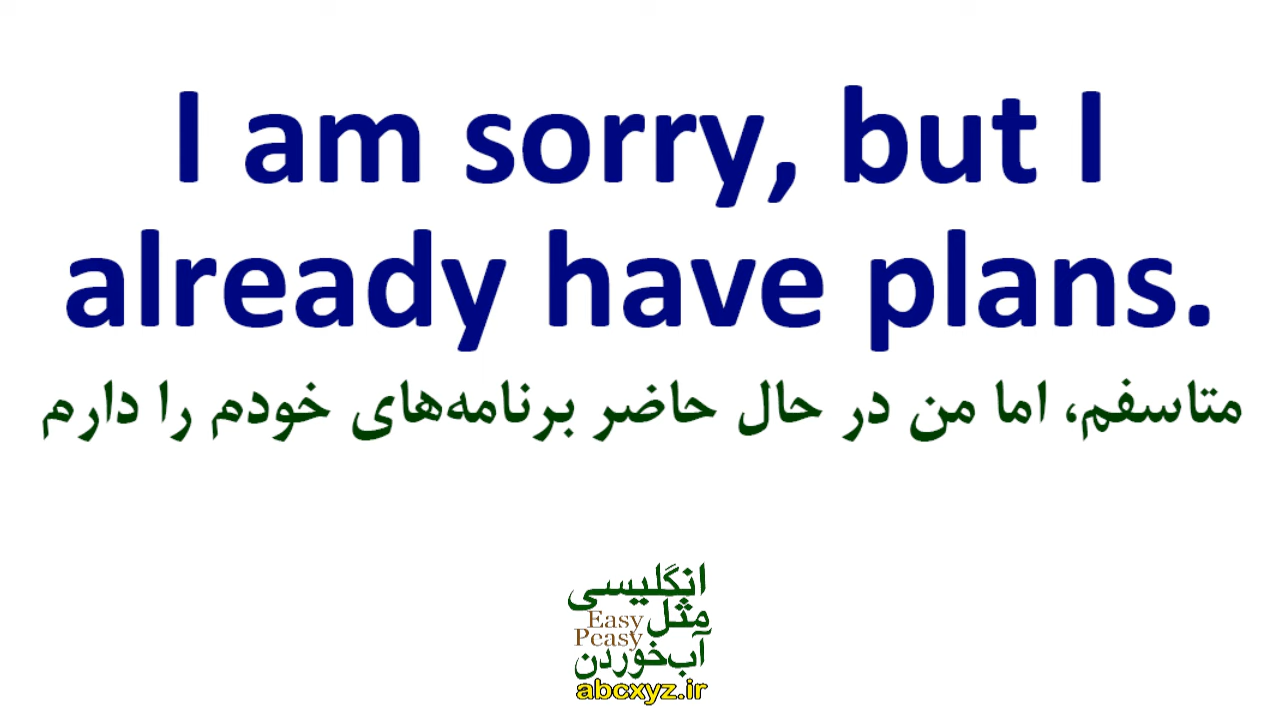 I am sorry, but I
already have plans.
متاسفم، اما من در حال حاضر برنامه‌های خودم را دارم
انگلیسی
مثل
Easy
Peasy
آب‌خوردن
abcxyz.ir